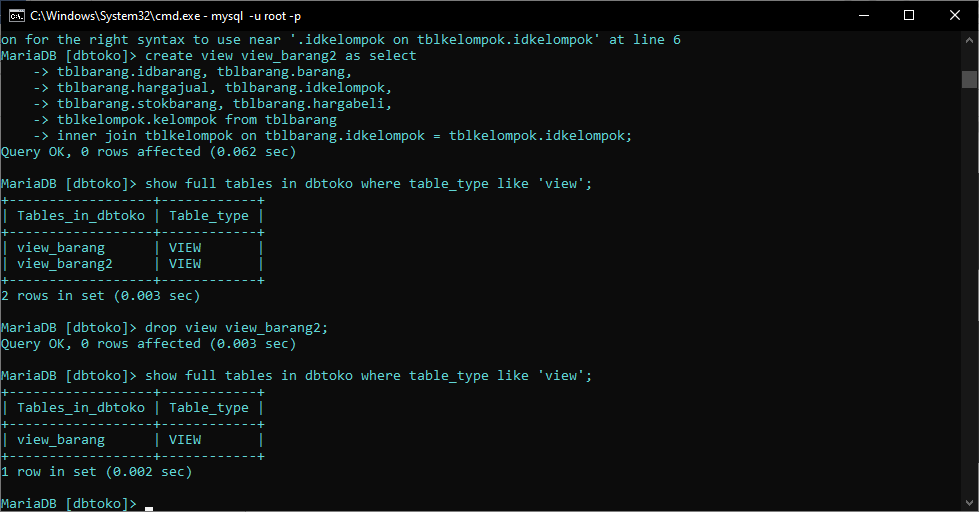 C:\Windows\System32\cmd.exe - mysql  -u root -p
on for the right syntax to use near '.idkelompok on tblkelompok.idkelompok' at line 6
MariaDB [dbtoko]> create view view_barang2 as select
    -> tblbarang.idbarang, tblbarang.barang,
    -> tblbarang.hargajual, tblbarang.idkelompok,
    -> tblbarang.stokbarang, tblbarang.hargabeli,
    -> tblkelompok.kelompok from tblbarang
    -> inner join tblkelompok on tblbarang.idkelompok = tblkelompok.idkelompok;
Query OK, 0 rows affected (0.062 sec)
MariaDB [dbtoko]> show full tables in dbtoko where table_type like 'view';
+------------------+------------+
| Tables_in_dbtoko | Table_type |
+------------------+------------+
| view_barang      | VIEW       |
| view_barang2     | VIEW       |
+------------------+------------+
2 rows in set (0.003 sec)
MariaDB [dbtoko]> drop view view_barang2;
Query OK, 0 rows affected (0.003 sec)
MariaDB [dbtoko]> show full tables in dbtoko where table_type like 'view';
+------------------+------------+
| Tables_in_dbtoko | Table_type |
+------------------+------------+
| view_barang      | VIEW       |
+------------------+------------+
1 row in set (0.002 sec)
MariaDB [dbtoko]> _